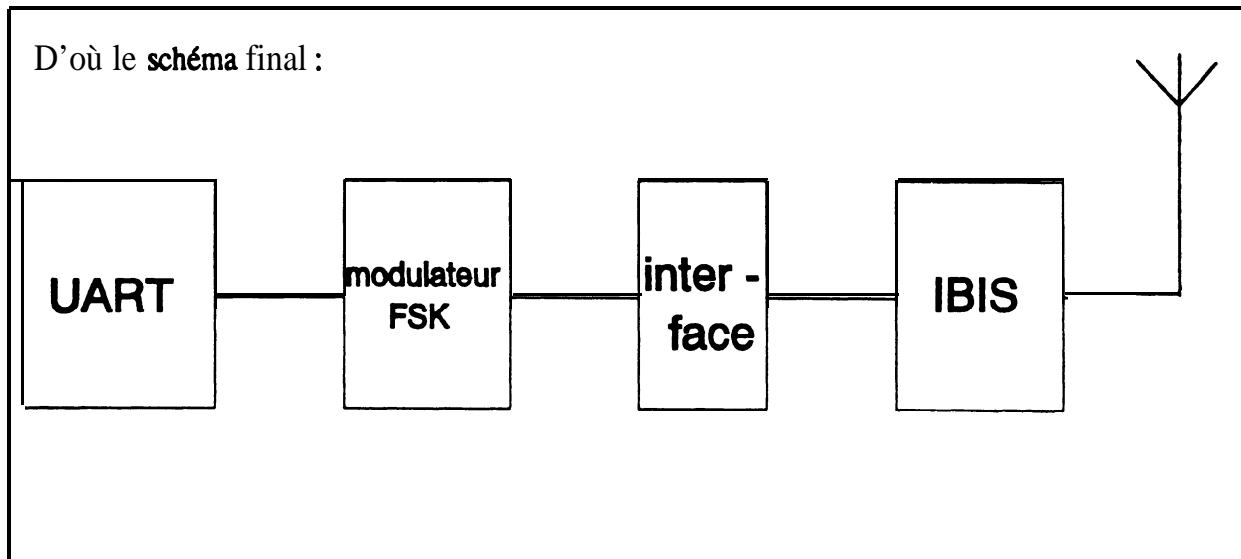 D'où le schéma final :
UART
modulateur
FSK
inter -
face
IBIS